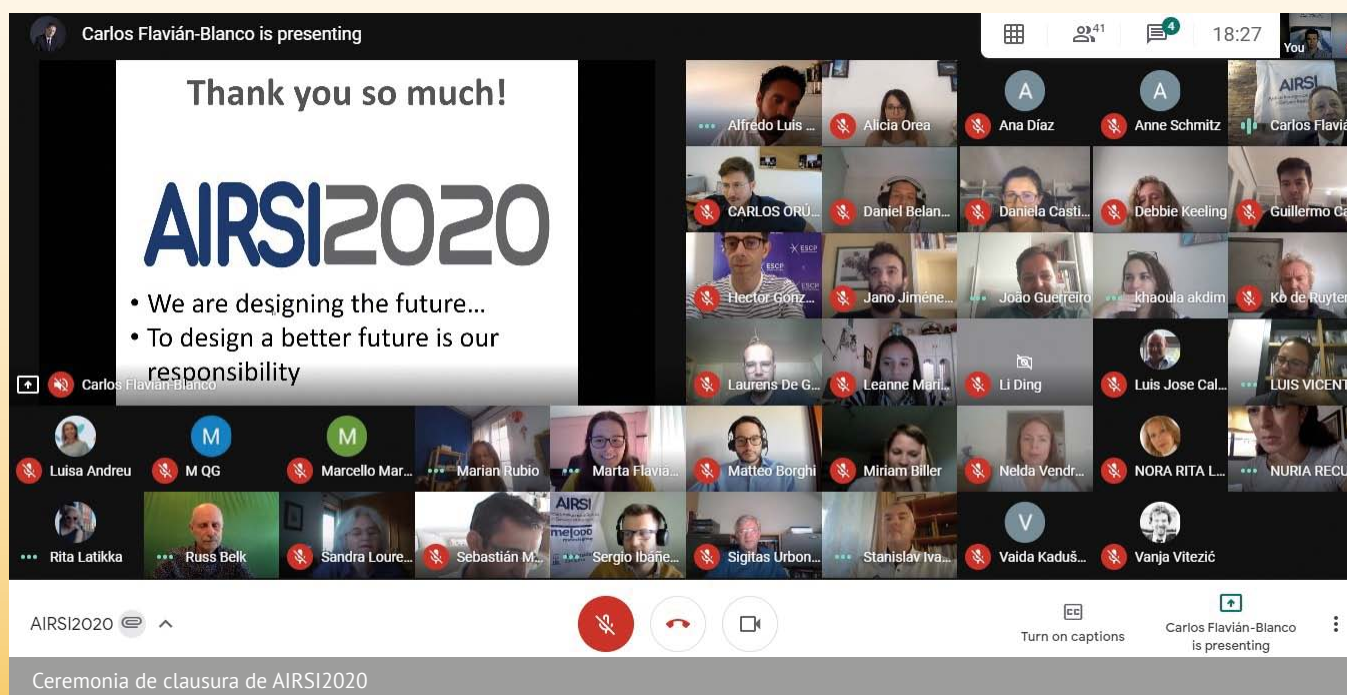 Carlos Flavián-Blanco is presenting
41
4
18:27
You
Thank you so much!
AIRSI2020
• We are designing the future...
• To design a better future is our
responsibility
Carlos Flavián-Blanco
Alfredo Luis ...
Alicia Orea
A
Ana Díaz
A
Anne Schmitz
AIRSI
Carlos Flavi
CARLOS ORÚ...
Daniel Belan...
Daniela Casti...
Debbie Keeling
Guillermo Ca
ESCP
ESCP
Hector Gonz...
Jano Jiméne...
João Guerreiro
khaoula akdim
Ko de Ruyter
Laurens De G...
Leanne Mari...
Li Ding
Luis Jose Cal...
LUIS VICENT
Luisa Andreu
M
M QG
M
Marcello Mar...
Marian Rubio
Marta Flavia...
Matteo Borghi
Miriam Biller
Nelda Vendr...
NORA RITA L...
NURIA RECU
Rita Latikka
Russ Belk
Sandra Loure...
Sebastián M...
AIRSI
metodo
Sergio Ibáñe...
Sigitas Urbon...
Stanislav Iva...
V
Vaida Kaduš...
Vanja Vitezić
AIRSI2020
Turn on captions
Carlos Flavián-Blanco
is presenting
Ceremonia de clausura de AIRSI2020